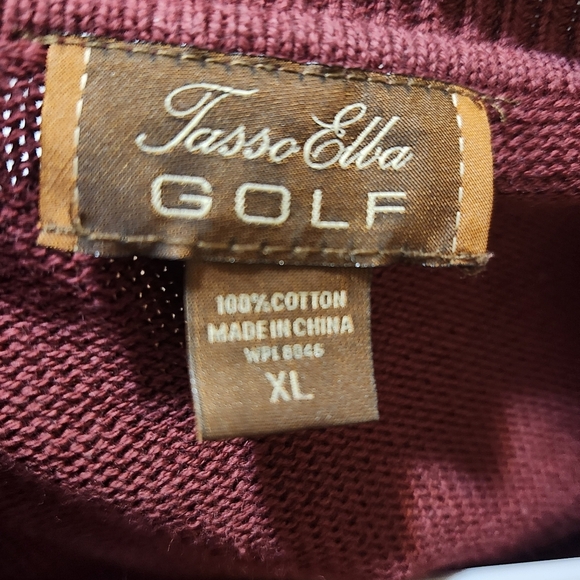 Tasso Elba
GOLF
100% COTTON
MADE IN CHINA
WPL 8046
XL